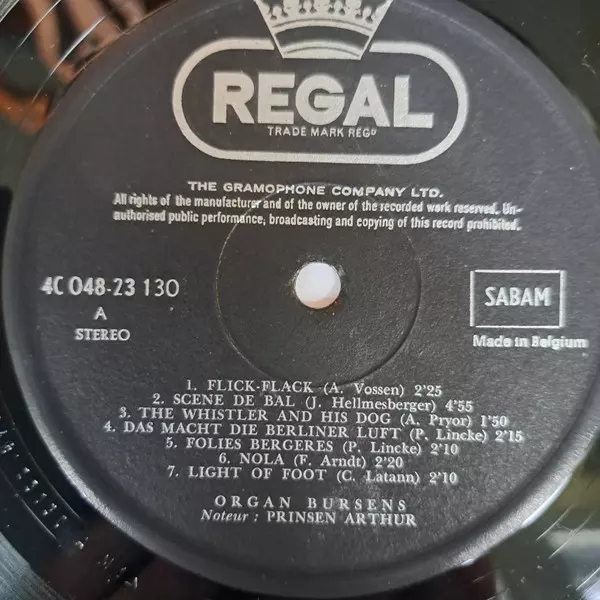 REGAL
TRADE MARK REGD
THE GRAMOPHONE COMPANY LTD.
All rights of the manufacturer and of the owner of the recorded work reserved. Un-
authorised public performance, broadcasting and copying of this record prohibited.
4C 048-23 130
A
STEREO
SABAM
Made in Belgium
1. FLICK-FLACK (A. Vossen) 2'25
2. SCENE DE BAL (J. Hellmesberger) 4'55
3. THE WHISTLER AND HIS DOG (A. Pryor) 1'50
4. DAS MACHT DIE BERLINER LUFT (P. Lincke) 2'15
5. FOLIES BERGERES (P. Lincke) 2'10
6. NOLA (F. Arndt) 2'20
7. LIGHT OF FOOT (C. Latann) 2'10
ORGAN BURSENS
Noteur : PRINSEN ARTHUR